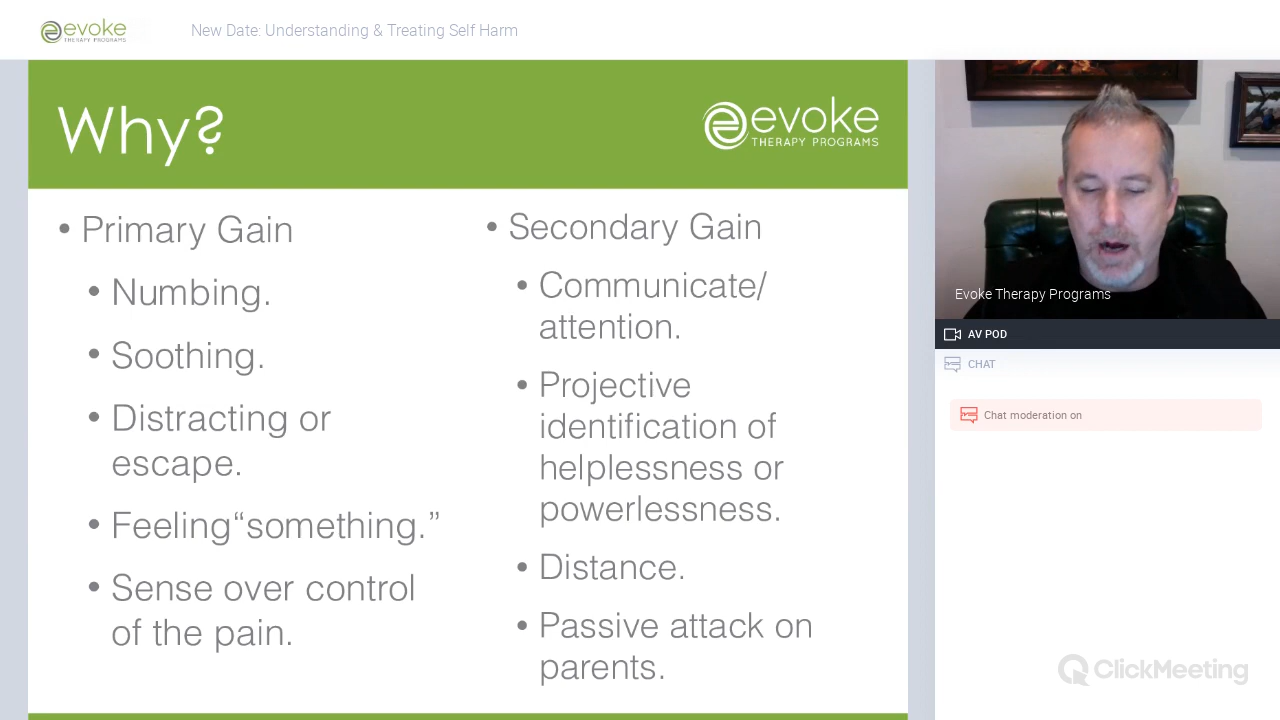 evoke
THERAPY PROGRAMS
New Date: Understanding & Treating Self Harm
Why?
evoke
THERAPY PROGRAMS
• Primary Gain
• Numbing.
• Soothing.
• Distracting or
escape.
• Feeling“something.”
• Sense over control
of the pain.
• Secondary Gain
• Communicate/
attention.
• Projective
identification of
helplessness or
powerlessness.
• Distance.
• Passive attack on
parents.
Evoke Therapy Programs
AV POD
CHAT
Chat moderation on
ClickMeeting